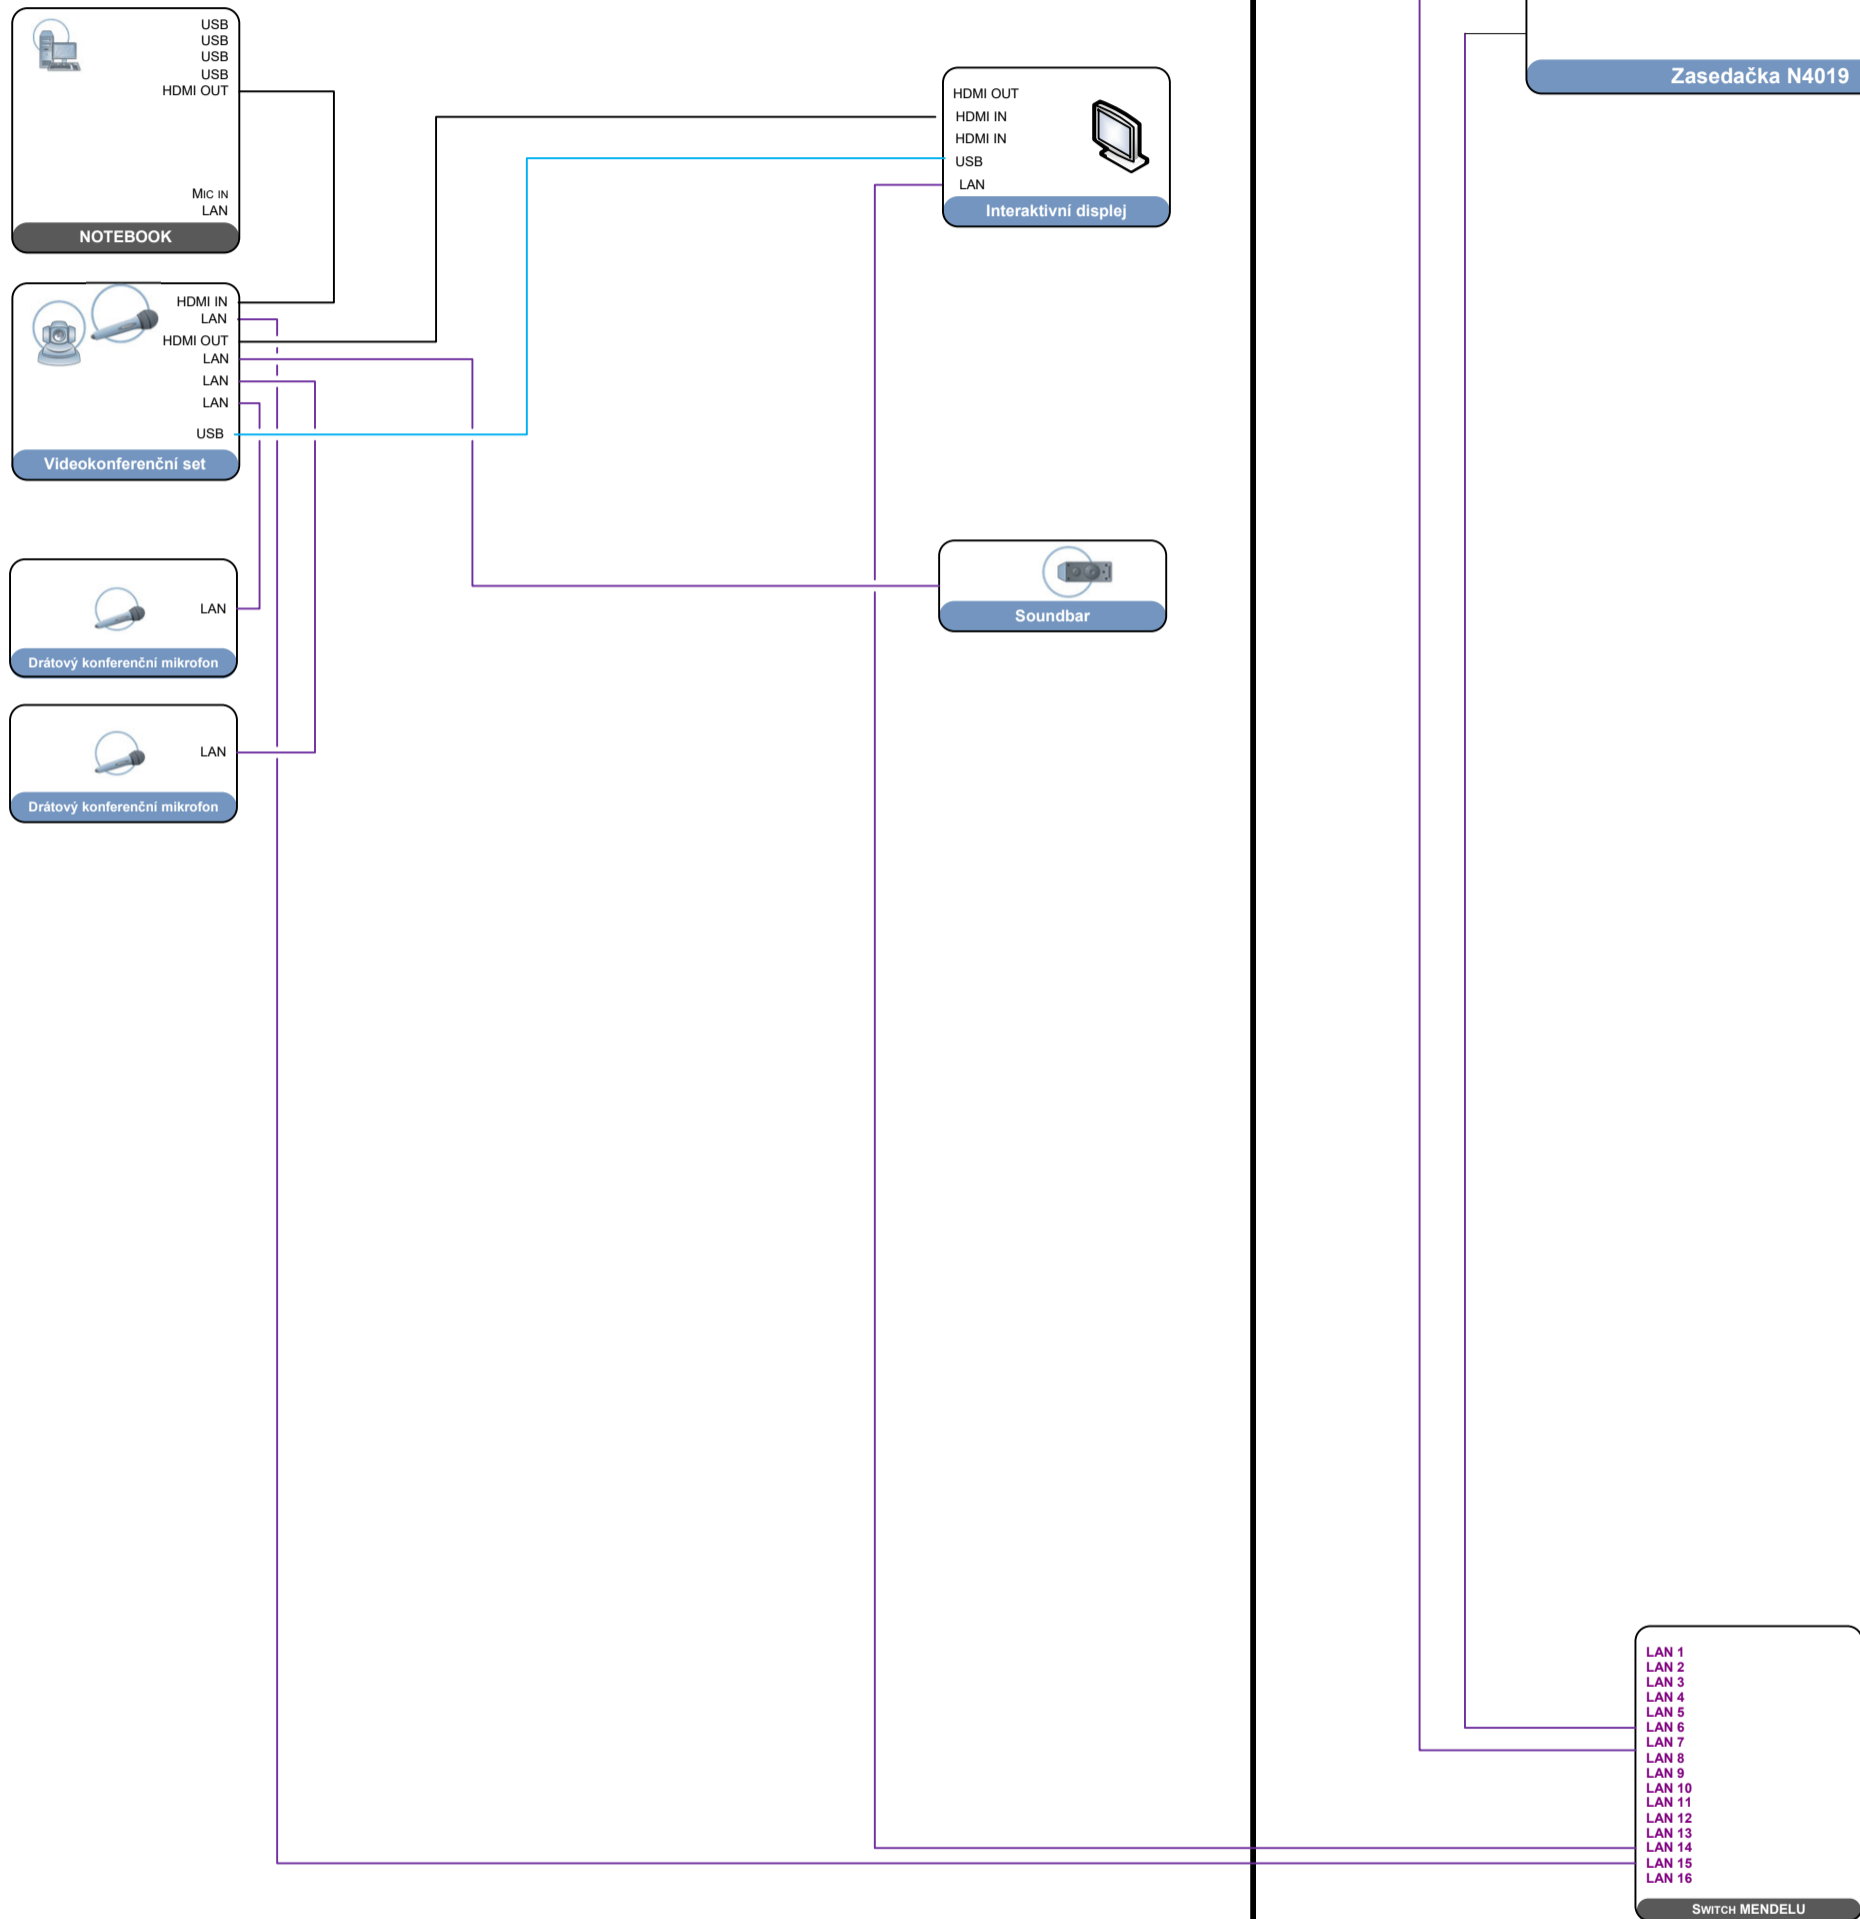 USB
USB
USB
USB
HDMI OUT
MIC IN
LAN
NOTEBOOK
HDMI IN
LAN
HDMI OUT
LAN
LAN
LAN
USB
Videokonferenční set
LAN
Drátový konferenční mikrofon
LAN
Drátový konferenční mikrofon
HDMI OUT
HDMI IN
HDMI IN
USB
LAN
Interaktivní displej
Soundbar
Zasedačka N4019
LAN 1
LAN 2
LAN 3
LAN 4
LAN 5
LAN 6
LAN 7
LAN 8
LAN 9
LAN 10
LAN 11
LAN 12
LAN 13
LAN 14
LAN 15
LAN 16
SWITCH MENDELU